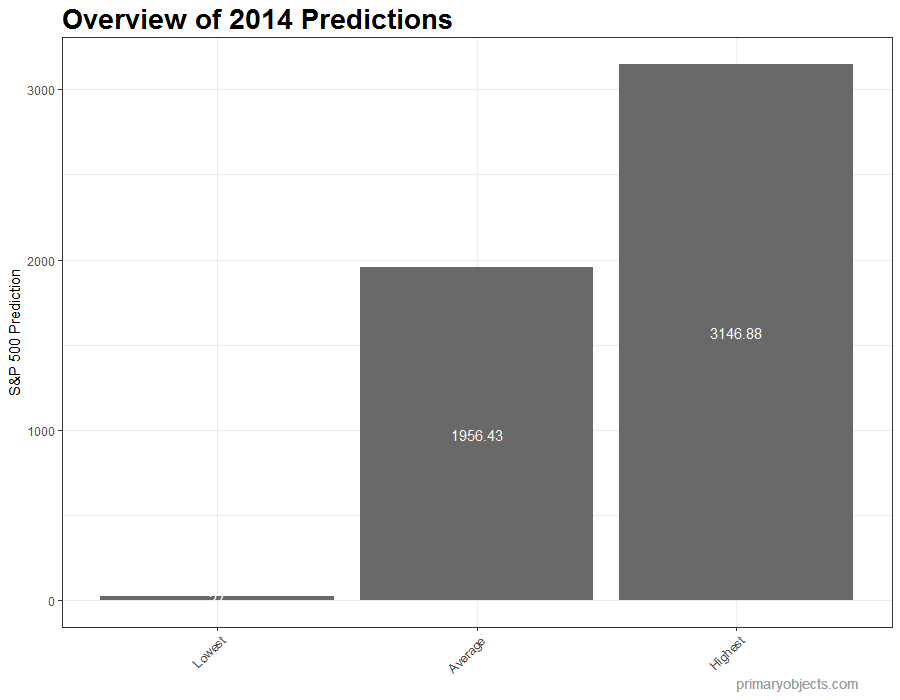 Overview of 2014 Predictions
S&P 500 Prediction
3000
2000
1000
0
3146.88
1956.43
27
Lowest
Average
Highest
primaryobjects.com